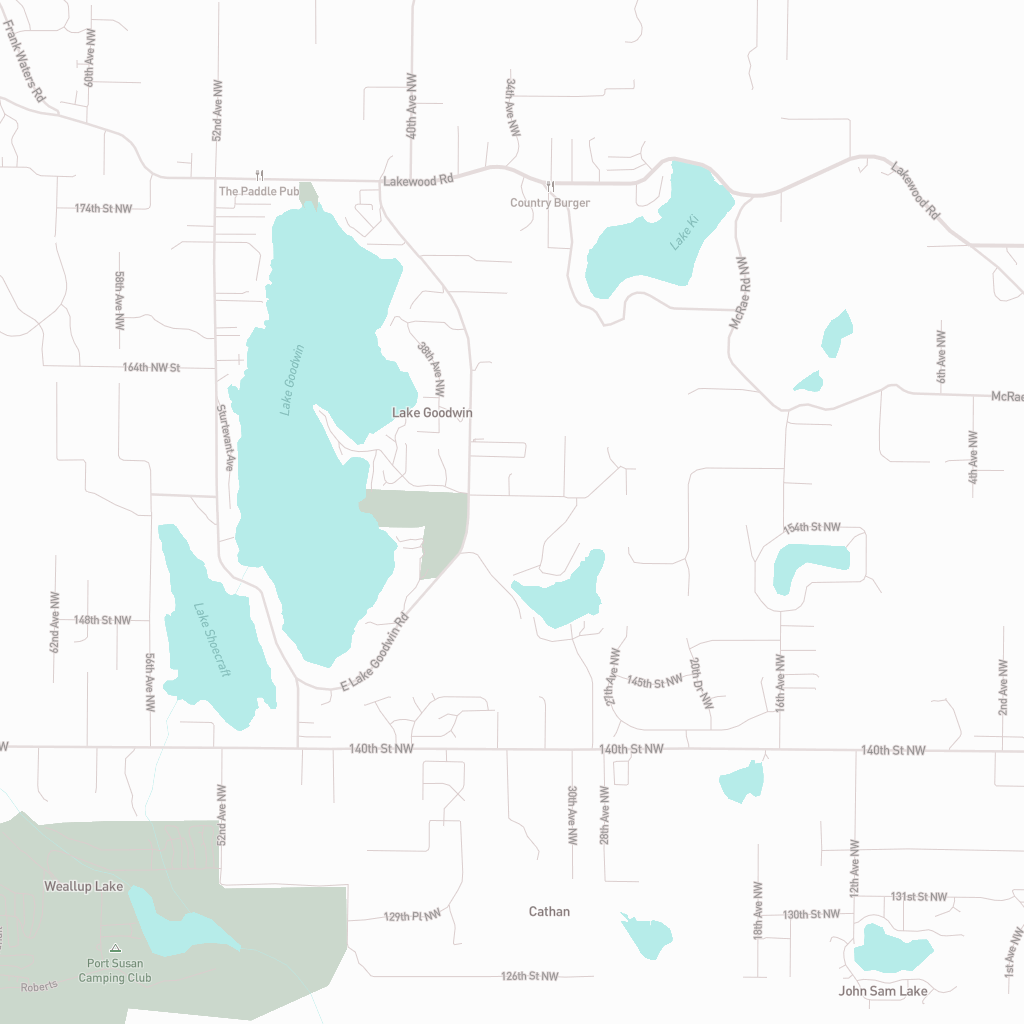 Frank Waters Rd
60th Ave NW
52nd Ave NW
40th Ave NW
34th Ave NW
The Paddle Pub
Lakewood Rd
Country Burger
Lakewood Rd
174th St NW
Lake Ki
58th Ave NW
McRae Rd NW
164th NW St
Lake Goodwin
38th Ave NW
6th Ave NW
McRae
Lake Goodwin
Sturtevant Ave
4th Ave NW
154th St NW
62nd Ave NW
148th St NW
Lake Shoecraft
56th Ave NW
E Lake Goodwin Rd
27th Ave NW
145th St NW
20th Dr NW
16th Ave NW
2nd Ave NW
W
140th St NW
140th St NW
140th St NW
52nd Ave NW
30th Ave NW
28th Ave NW
12th Ave NW
Weallup Lake
129th Pl NW
Cathan
18th Ave NW
130th St NW
131st St NW
1st Ave NW
Port Susan
Camping Club
Roberts
126th St NW
John Sam Lake